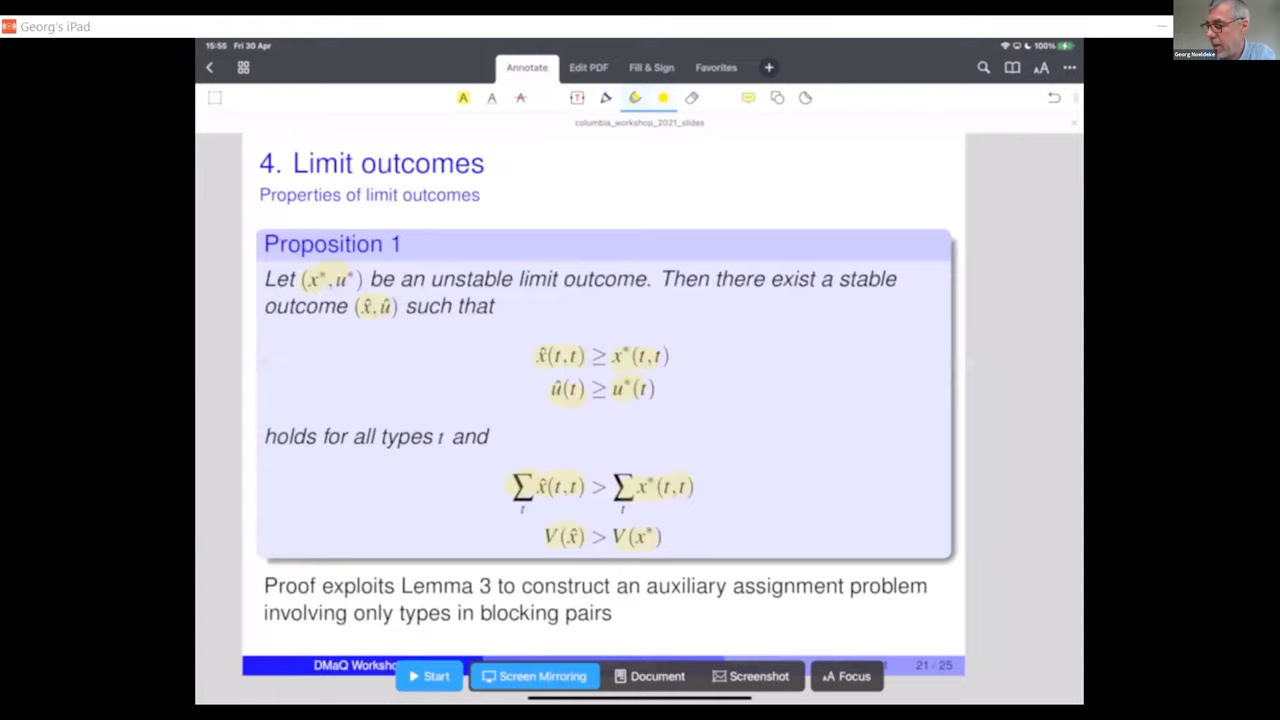 Georg's iPad
Georg Noeldeke
15:55 Fri 30 Apr
100%
Annotate Edit PDF Fill & Sign Favorites +
columbia_workshop_2021_slides
4. Limit outcomes
Properties of limit outcomes
Proposition 1
Let (x*, u*) be an unstable limit outcome. Then there exist a stable
outcome (x̂, û) such that
x̂(t,t) ≥ x*(t,t)
û(t) ≥ u*(t)
holds for all types t and
∑ₜ x̂(t,t) > ∑ₜ x*(t,t)
V(x̂) > V(x*)
Proof exploits Lemma 3 to construct an auxiliary assignment problem
involving only types in blocking pairs
DMaQ Worksho 21 / 25
Start Screen Mirroring Document Screenshot AA Focus